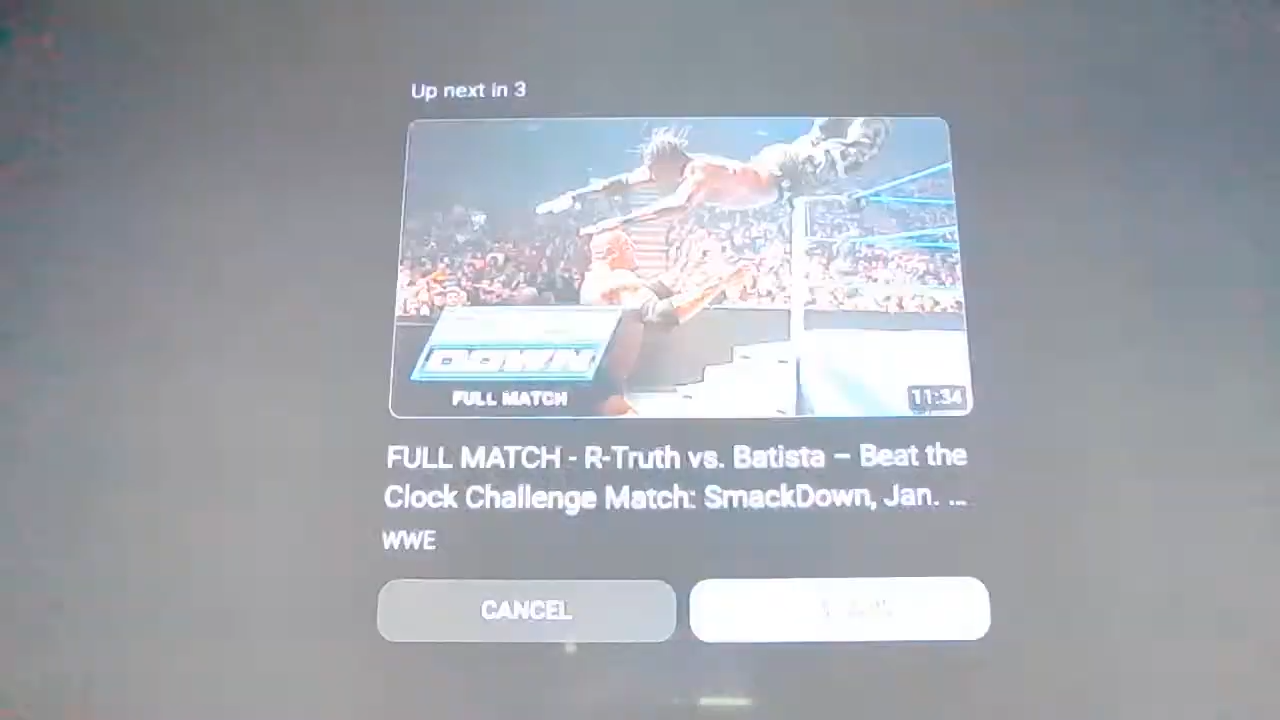 Up next in 3
DOWN
FULL MATCH
11:34
FULL MATCH - R-Truth vs. Batista – Beat the
Clock Challenge Match: SmackDown, Jan. ...
WWE
CANCEL